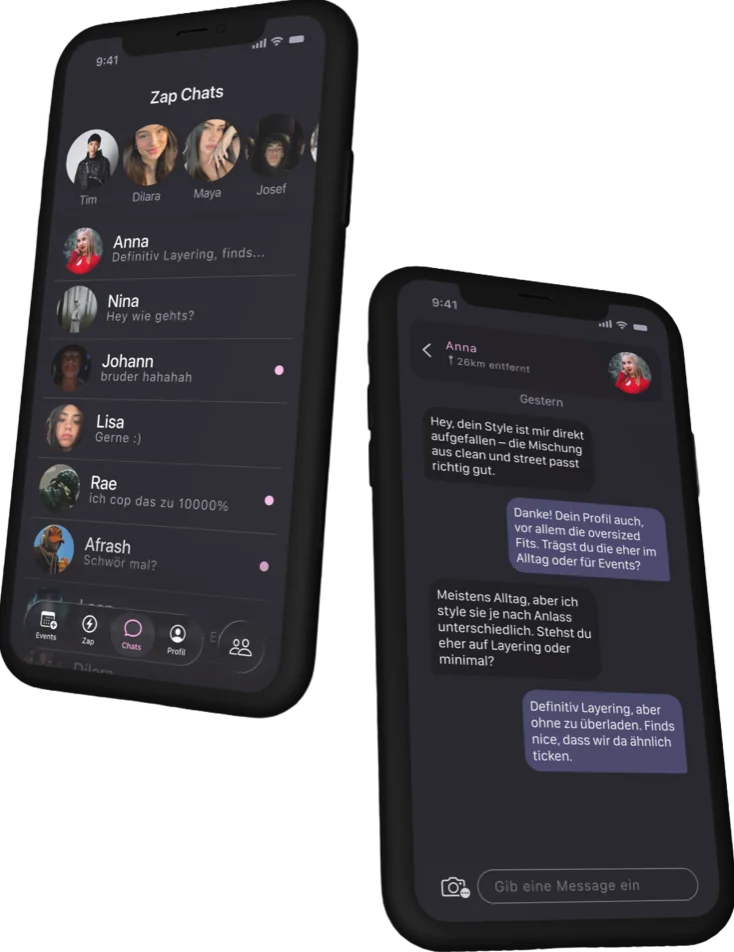 9:41
Zap Chats
Tim
Dilara
Maya
Josef
Anna
Definitiv Layering, finds...
Nina
Hey wie gehts?
Johann
bruder hahahah
Lisa
Gerne :)
Rae
ich cop das zu 10000%
Afrash
Schwör mal?
Events
Zap
Chats
Profil
Dilara
9:41
Anna
26km entfernt
Gestern
Hey, dein Style ist mir direkt
aufgefallen – die Mischung
aus clean und street passt
richtig gut.
Danke! Dein Profil auch,
vor allem die oversized
Fits. Trägst du die eher im
Alltag oder für Events?
Meistens Alltag, aber ich
style sie je nach Anlass
unterschiedlich. Stehst du
eher auf Layering oder
minimal?
Definitiv Layering, aber
ohne zu überladen. Finds
nice, dass wir da ähnlich
ticken.
Gib eine Message ein